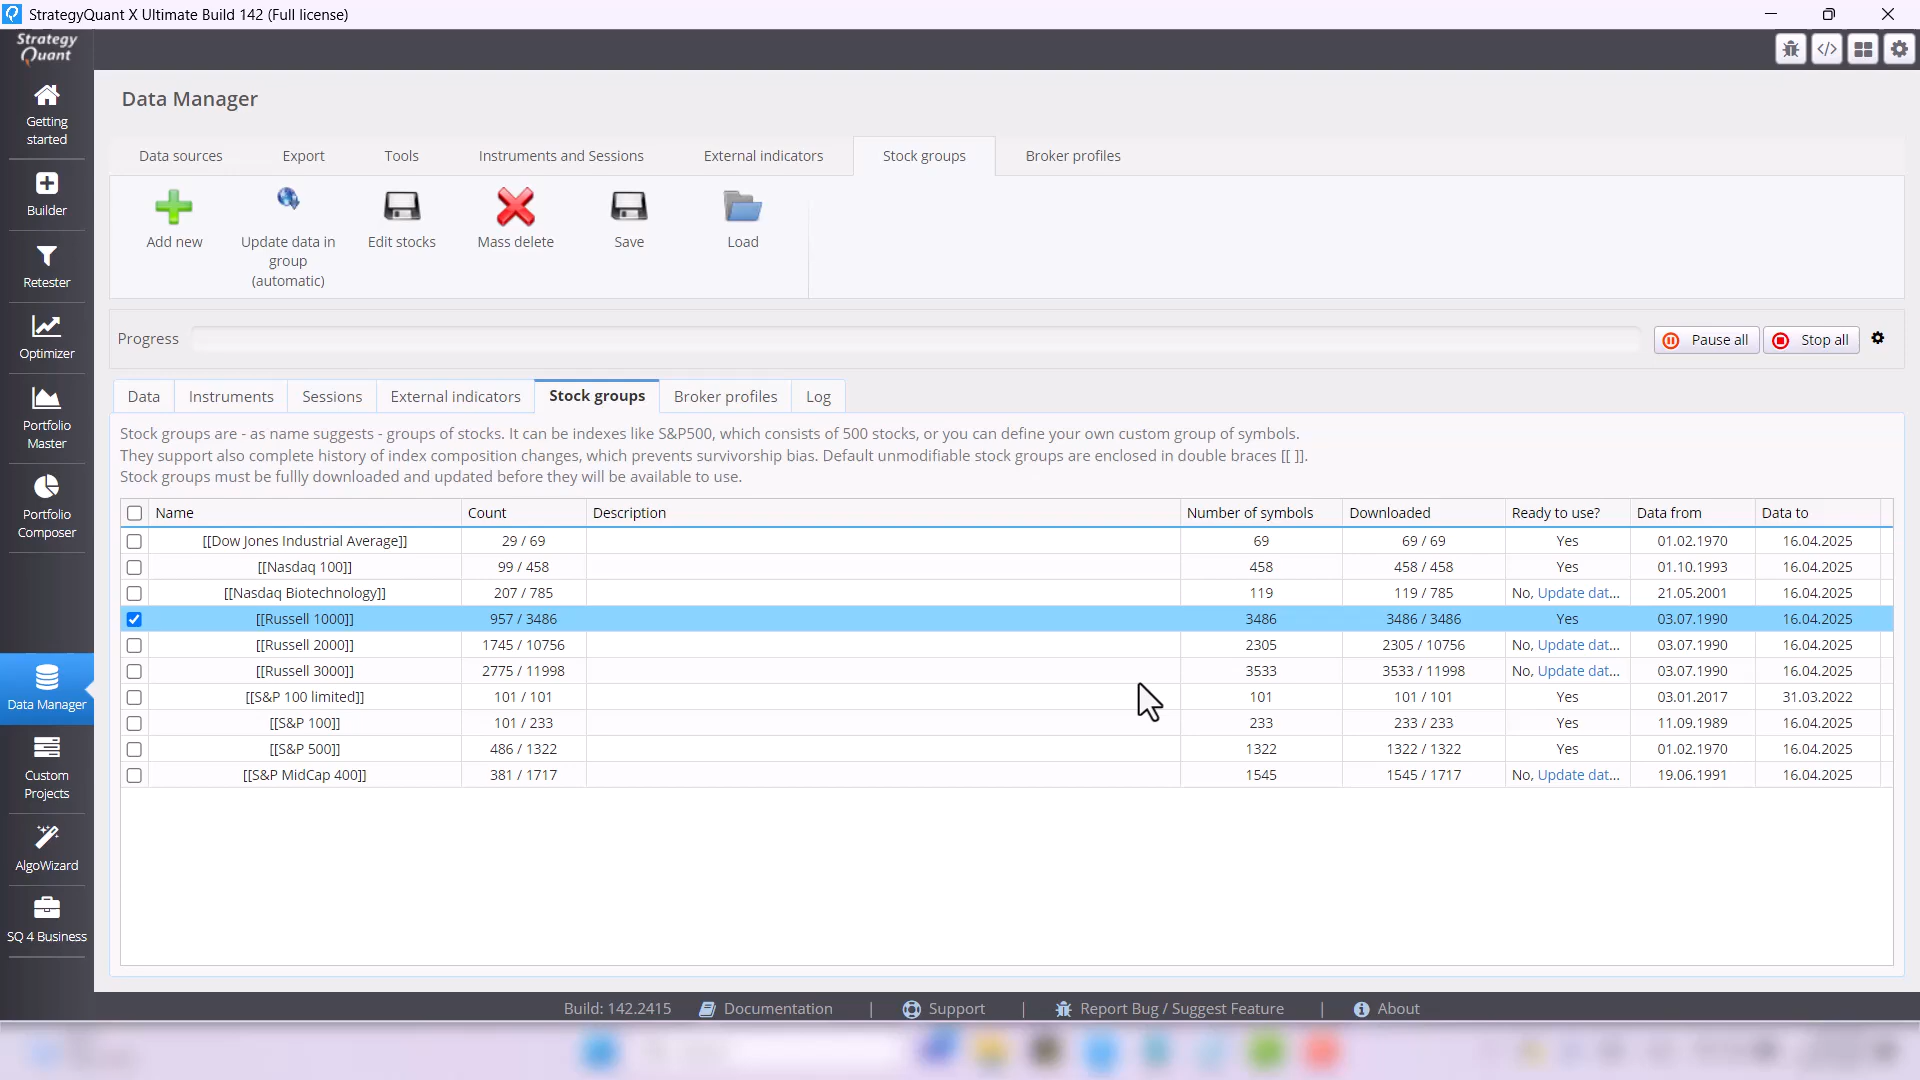 StrategyQuant X Ultimate Build 142 (Full license)
Strategy
Quant
Getting
started
Builder
Retester
Optimizer
Portfolio
Master
Portfolio
Composer
Data Manager
Custom
Projects
AlgoWizard
SQ 4 Business
Data Manager
Data sources Export Tools Instruments and Sessions External indicators Stock groups Broker profiles
Add new
Update data in
group
(automatic)
Edit stocks
Mass delete
Save
Load
Progress
Pause all
Stop all
Data Instruments Sessions External indicators Stock groups Broker profiles Log
Stock groups are - as name suggests - groups of stocks. It can be indexes like S&P500, which consists of 500 stocks, or you can define your own custom group of symbols.
They support also complete history of index composition changes, which prevents survivorship bias. Default unmodifiable stock groups are enclosed in double braces [[ ]].
Stock groups must be fullly downloaded and updated before they will be available to use.
Name Count Description Number of symbols Downloaded Ready to use? Data from Data to
[[Dow Jones Industrial Average]] 29 / 69 69 69 / 69 Yes 01.02.1970 16.04.2025
[[Nasdaq 100]] 99 / 458 458 458 / 458 Yes 01.10.1993 16.04.2025
[[Nasdaq Biotechnology]] 207 / 785 119 119 / 785 No, Update dat... 21.05.2001 16.04.2025
[[Russell 1000]] 957 / 3486 3486 3486 / 3486 Yes 03.07.1990 16.04.2025
[[Russell 2000]] 1745 / 10756 2305 2305 / 10756 No, Update dat... 03.07.1990 16.04.2025
[[Russell 3000]] 2775 / 11998 3533 3533 / 11998 No, Update dat... 03.07.1990 16.04.2025
[[S&P 100 limited]] 101 / 101 101 101 / 101 Yes 03.01.2017 31.03.2022
[[S&P 100]] 101 / 233 233 233 / 233 Yes 11.09.1989 16.04.2025
[[S&P 500]] 486 / 1322 1322 1322 / 1322 Yes 01.02.1970 16.04.2025
[[S&P MidCap 400]] 381 / 1717 1545 1545 / 1717 No, Update dat... 19.06.1991 16.04.2025
Build: 142.2415 Documentation | Support | Report Bug / Suggest Feature | About